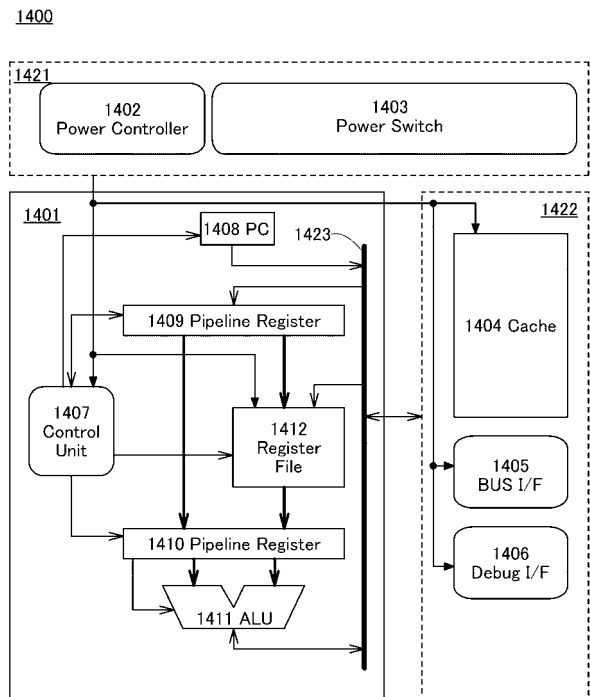 1400
1421
1402
Power Controller
1403
Power Switch
1401
1408 PC
1423
1422
1404 Cache
1409 Pipeline Register
1407
Control
Unit
1412
Register
File
1405
BUS I/F
1410 Pipeline Register
1406
Debug I/F
1411 ALU